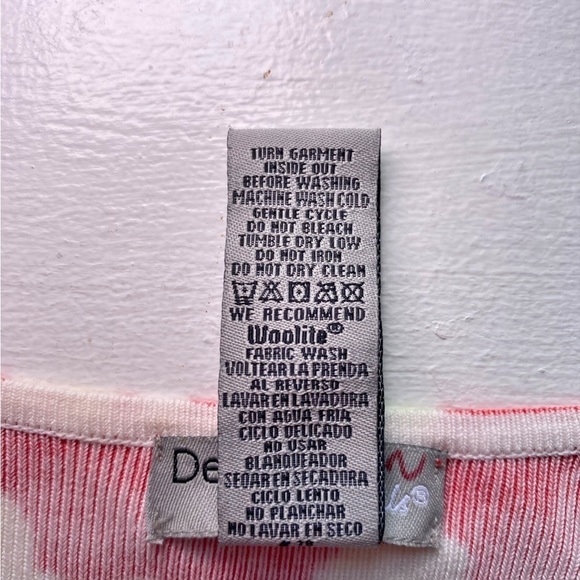 TURN GARMENT
INSIDE OUT
BEFORE WASHING
MACHINE WASH COLD
GENTLE CYCLE
DO NOT BLEACH
TUMBLE DRY LOW
DO NOT IRON
DO NOT DRY CLEAN
WE RECOMMEND
Woolite®
FABRIC WASH
VOLTEAR LA PRENDA
AL REVERSO
LAVAR EN LAVADORA
CON AGUA FRIA
CICLO DELICADO
NO USAR
BLANQUEADOR
SECAR EN SECADORA
CICLO LENTO
NO PLANCHAR
NO LAVAR EN SECO
De